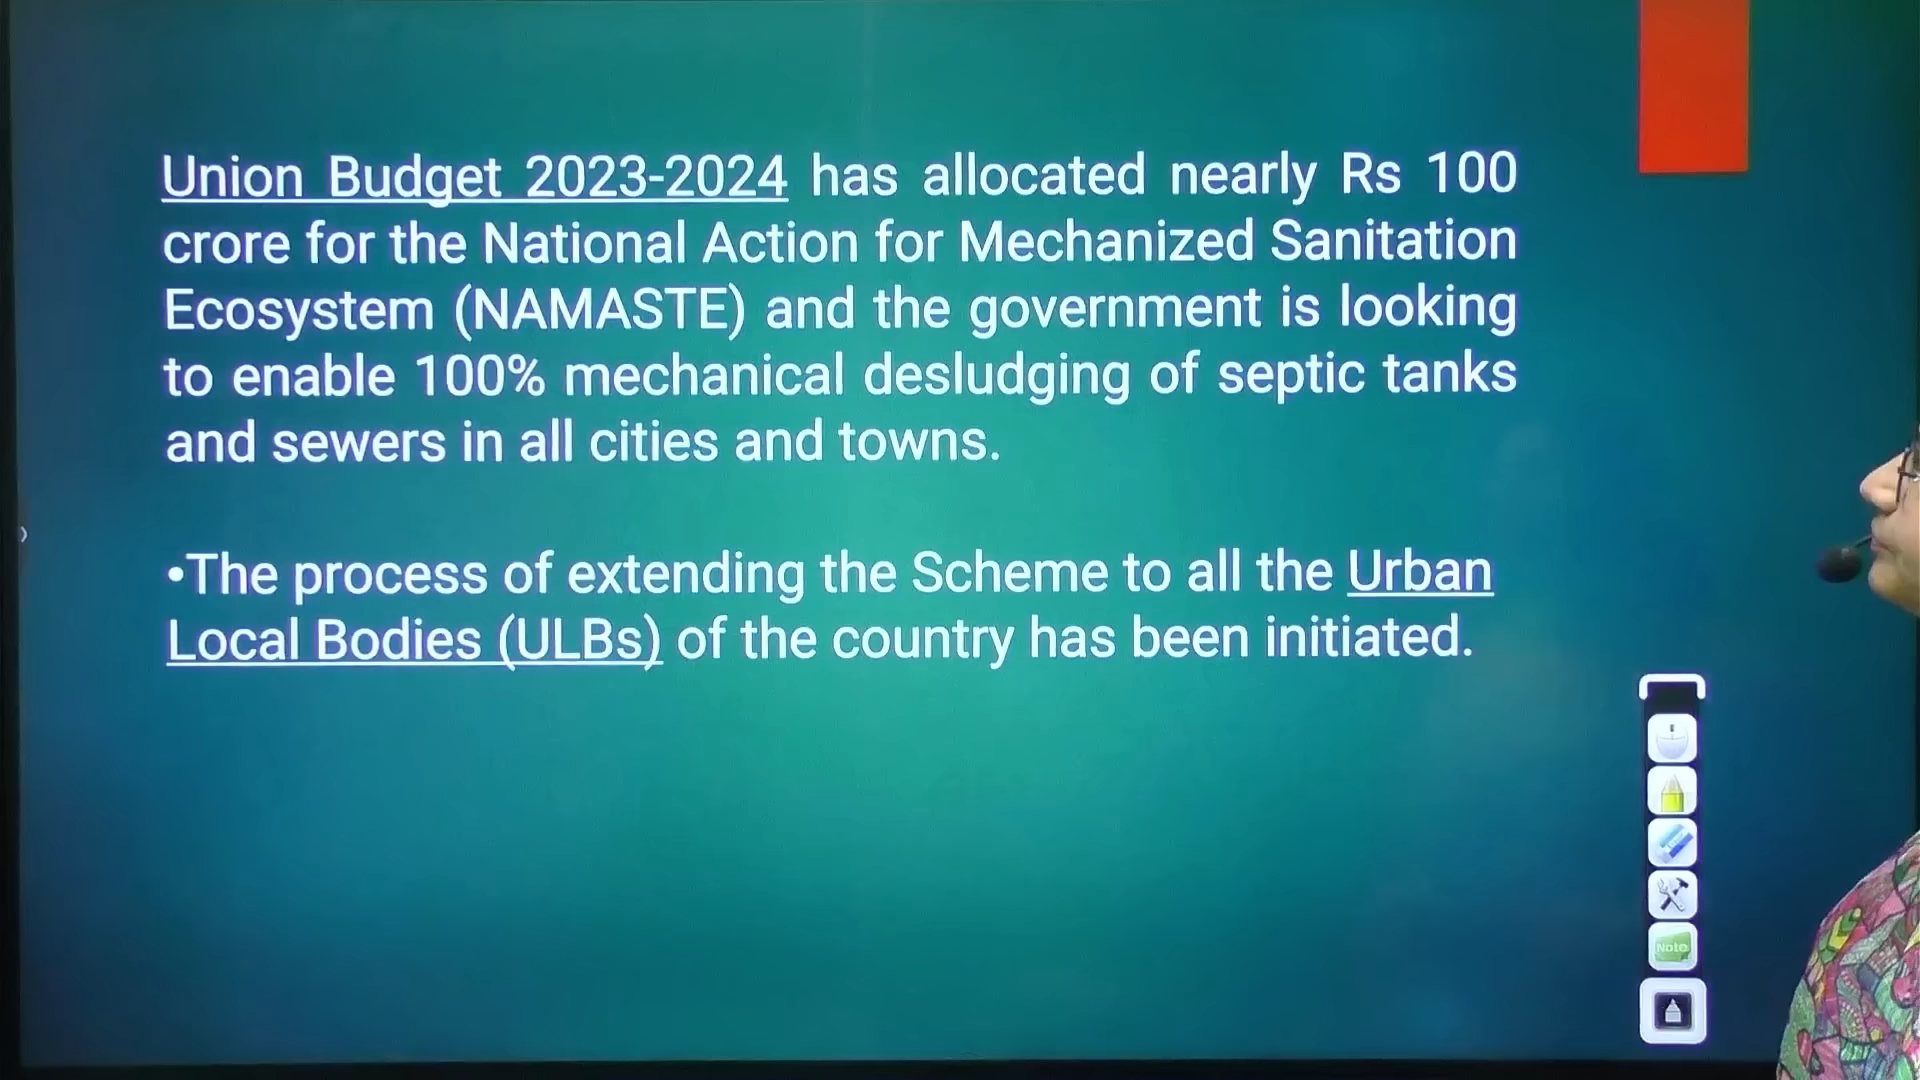 Union Budget 2023-2024 has allocated nearly Rs 100
crore for the National Action for Mechanized Sanitation
Ecosystem (NAMASTE) and the government is looking
to enable 100% mechanical desludging of septic tanks
and sewers in all cities and towns.
•The process of extending the Scheme to all the Urban
Local Bodies (ULBs) of the country has been initiated.
Note